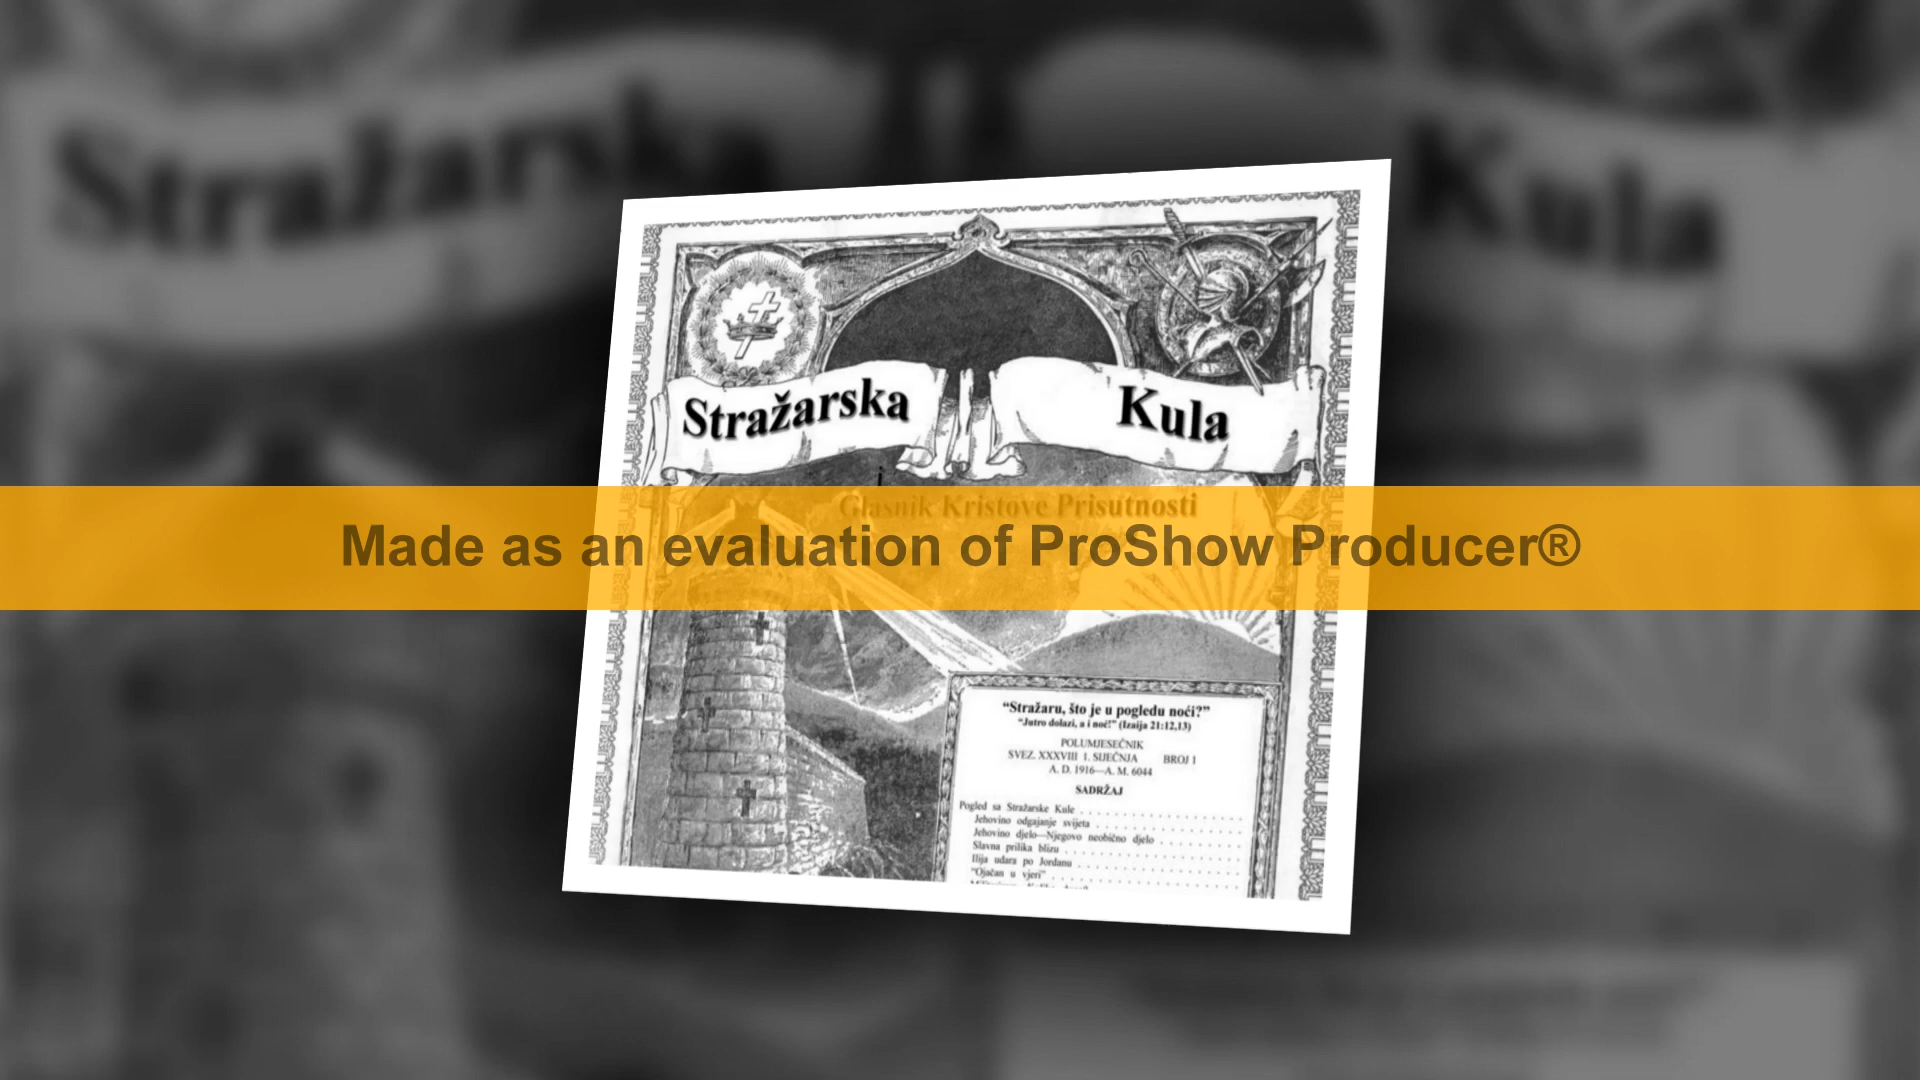 Stražarska Kula
Stražarska
Kula
i
Glasnik Kristove Prisutnosti
Made as an evaluation of ProShow Producer®
“Stražaru, što je u pogledu noći?”
“Jutro dolazi, a i noć!” (Izaija 21:12,13)
POLUMJESEČNIK
SVEZ. XXXVIII 1. SIJEČNJA BROJ 1
A. D. 1916—A. M. 6044
SADRŽAJ
Pogled sa Stražarske Kule
Jehovino odgajanje svijeta
Jehovino djelo—Njegovo neobično djelo
Slavna prilika blizu
Ilija udara po Jordanu
“Ojačan u vjeri”